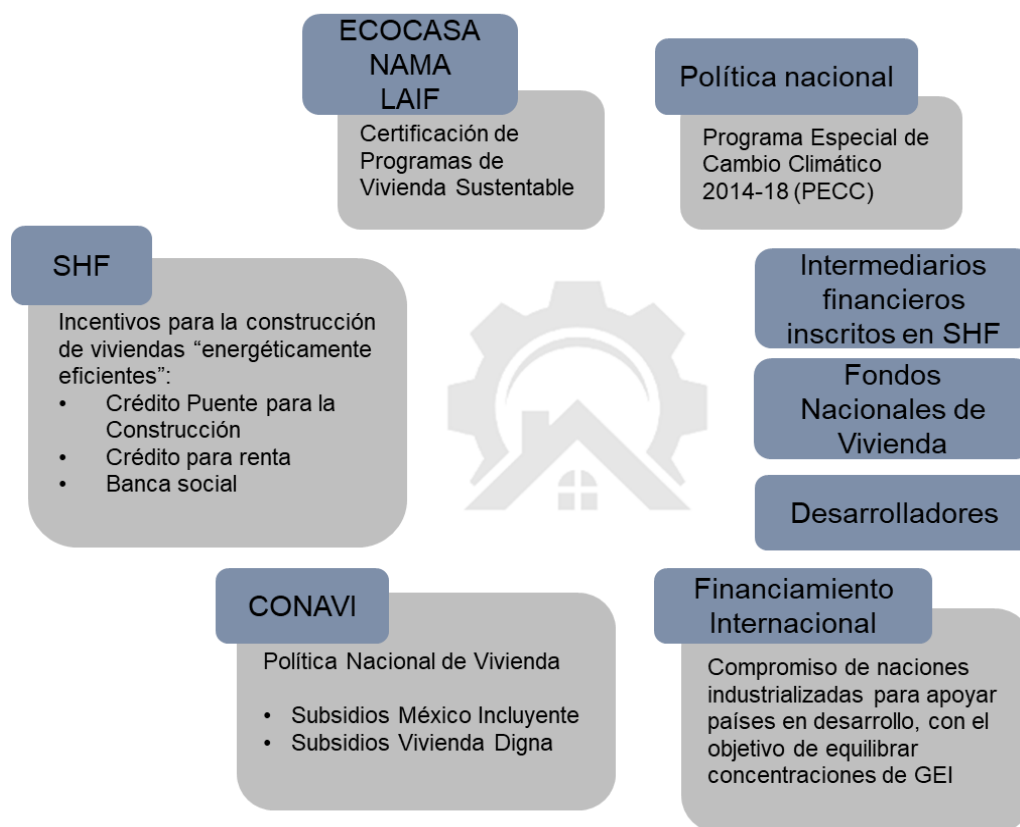 ECOCASA
NAMA
LAIF
Certificación de
Programas de
Vivienda Sustentable
Política nacional
Programa Especial de
Cambio Climático
2014-18 (PECC)
SHF
Incentivos para la construcción
de viviendas “energéticamente
eficientes”:
• Crédito Puente para la
Construcción
• Crédito para renta
• Banca social
Intermediarios
financieros
inscritos en SHF
Fondos
Nacionales de
Vivienda
Desarrolladores
CONAVI
Política Nacional de Vivienda
• Subsidios México Incluyente
• Subsidios Vivienda Digna
Financiamiento
Internacional
Compromiso de naciones
industrializadas para apoyar
países en desarrollo, con el
objetivo de equilibrar
concentraciones de GEI